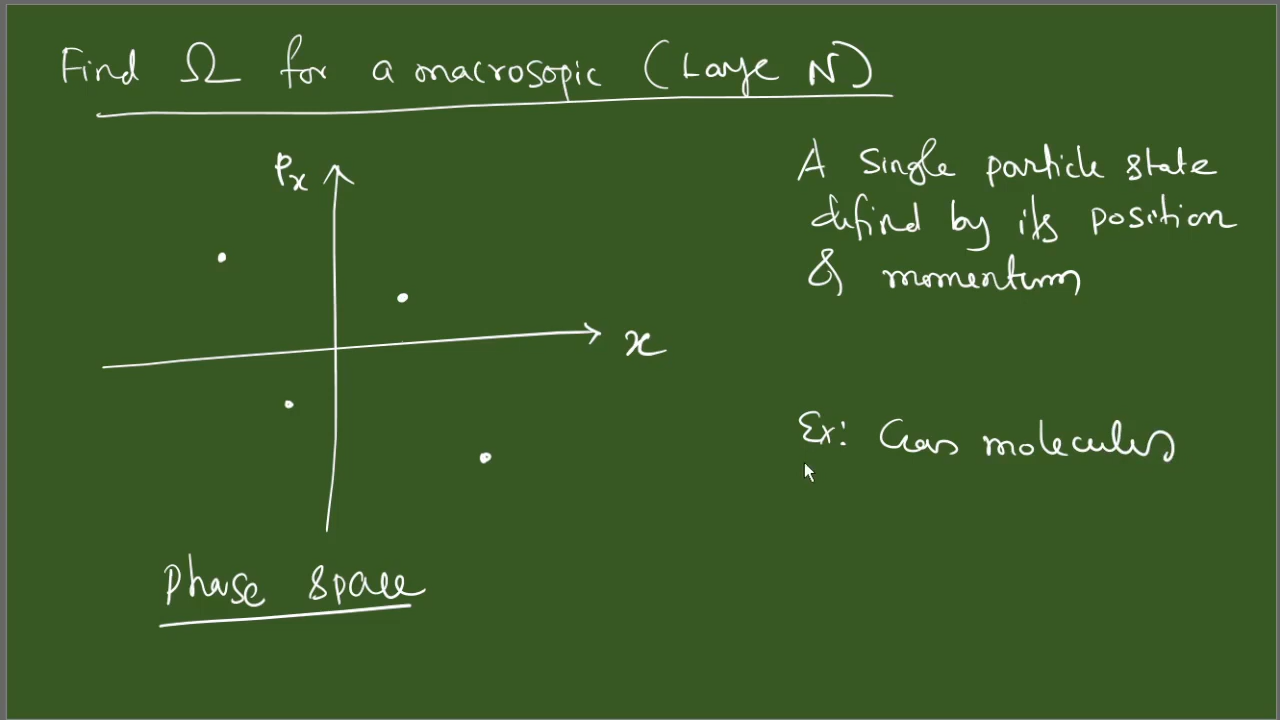 Find Ω for a macrosopic (Large N)
Px
A single particle state
defined by its position
& momentum
x
Ex: Gas molecules
Phase space